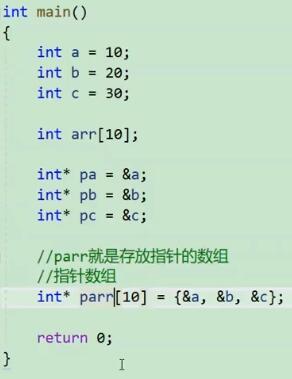 int main()
{
int a = 10;
int b = 20;
int c = 30;
int arr[10];
int* pa = &a;
int* pb = &b;
int* pc = &c;
//parr就是存放指针的数组
//指针数组
int* parr[10] = {&a, &b, &c};
return 0;
}